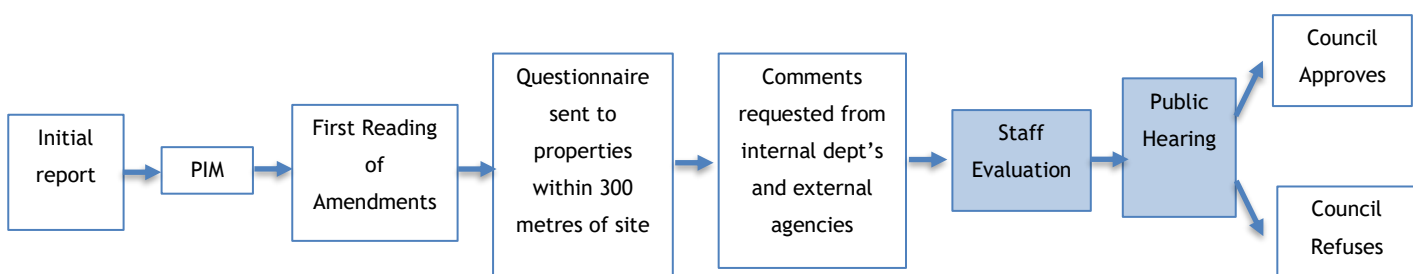 Initial
report
PIM
First Reading
of
Amendments
Questionnaire
sent to
properties
within 300
metres of site
Comments
requested from
internal dept’s
and external
agencies
Staff
Evaluation
Public
Hearing
Council
Approves
Council
Refuses